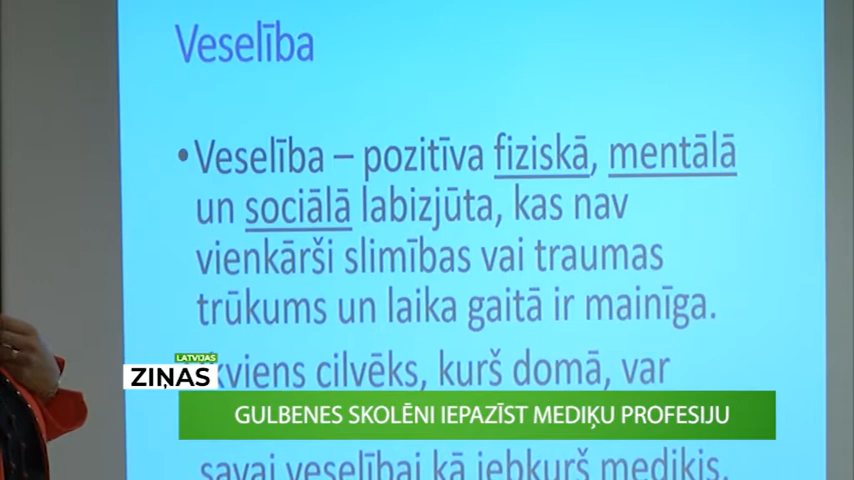 Veselība
• Veselība – pozitīva fiziskā, mentālā
un sociālā labizjūta, kas nav
vienkārši slimības vai traumas
trūkums un laika gaitā ir mainīga.
cilvēks, kurš domā, var
LATVIJAS
ZIŅAS
GULBENES SKOLĒNI IEPAZĪST MEDIĶU PROFESIJU
savai veselībai kā jebkurš mediķis.